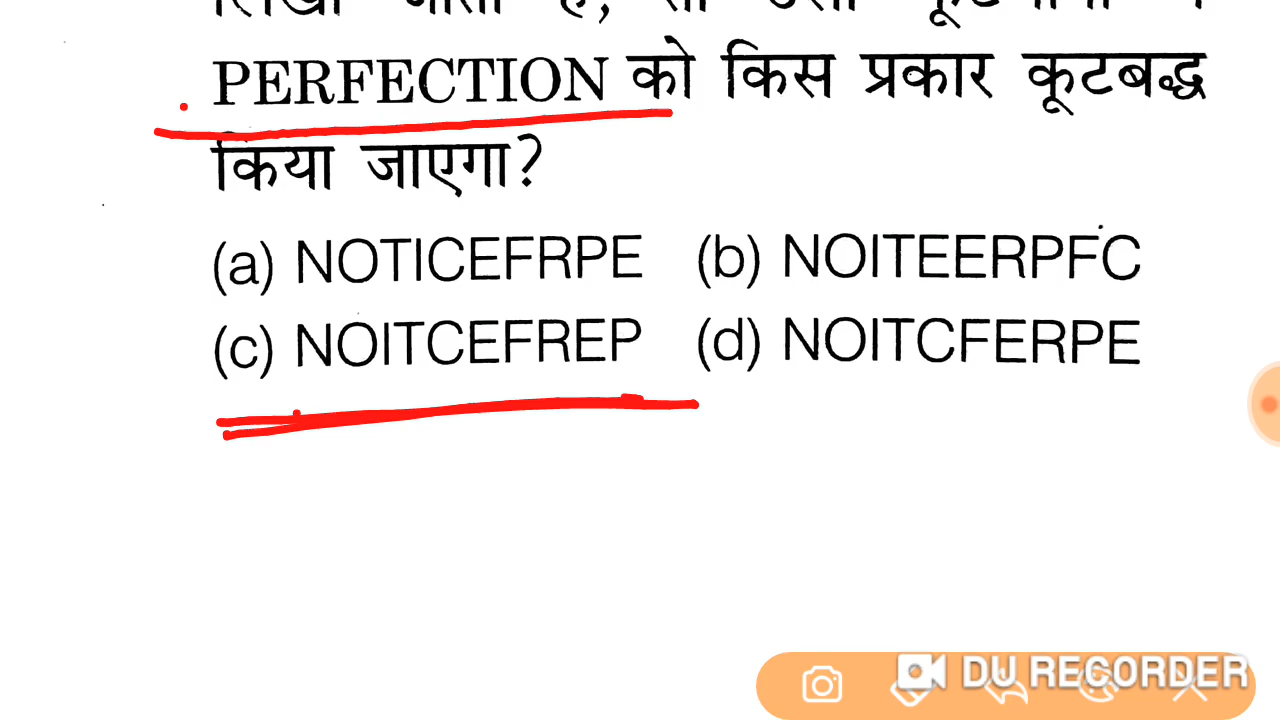 PERFECTION को किस प्रकार कूटबद्ध
किया जाएगा?
(a) NOTICEFRPE (b) NOITEERPFC
(c) NOITCEFREP (d) NOITCFERPE
DU RECORDER